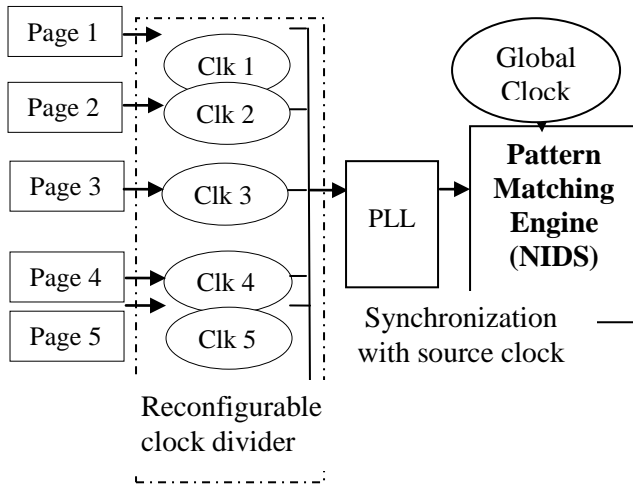 Page 1
Clk 1
Page 2
Clk 2
Page 3
Clk 3
Page 4
Clk 4
Page 5
Clk 5
Reconfigurable
clock divider
PLL
Global
Clock
Pattern
Matching
Engine
(NIDS)
Synchronization
with source clock